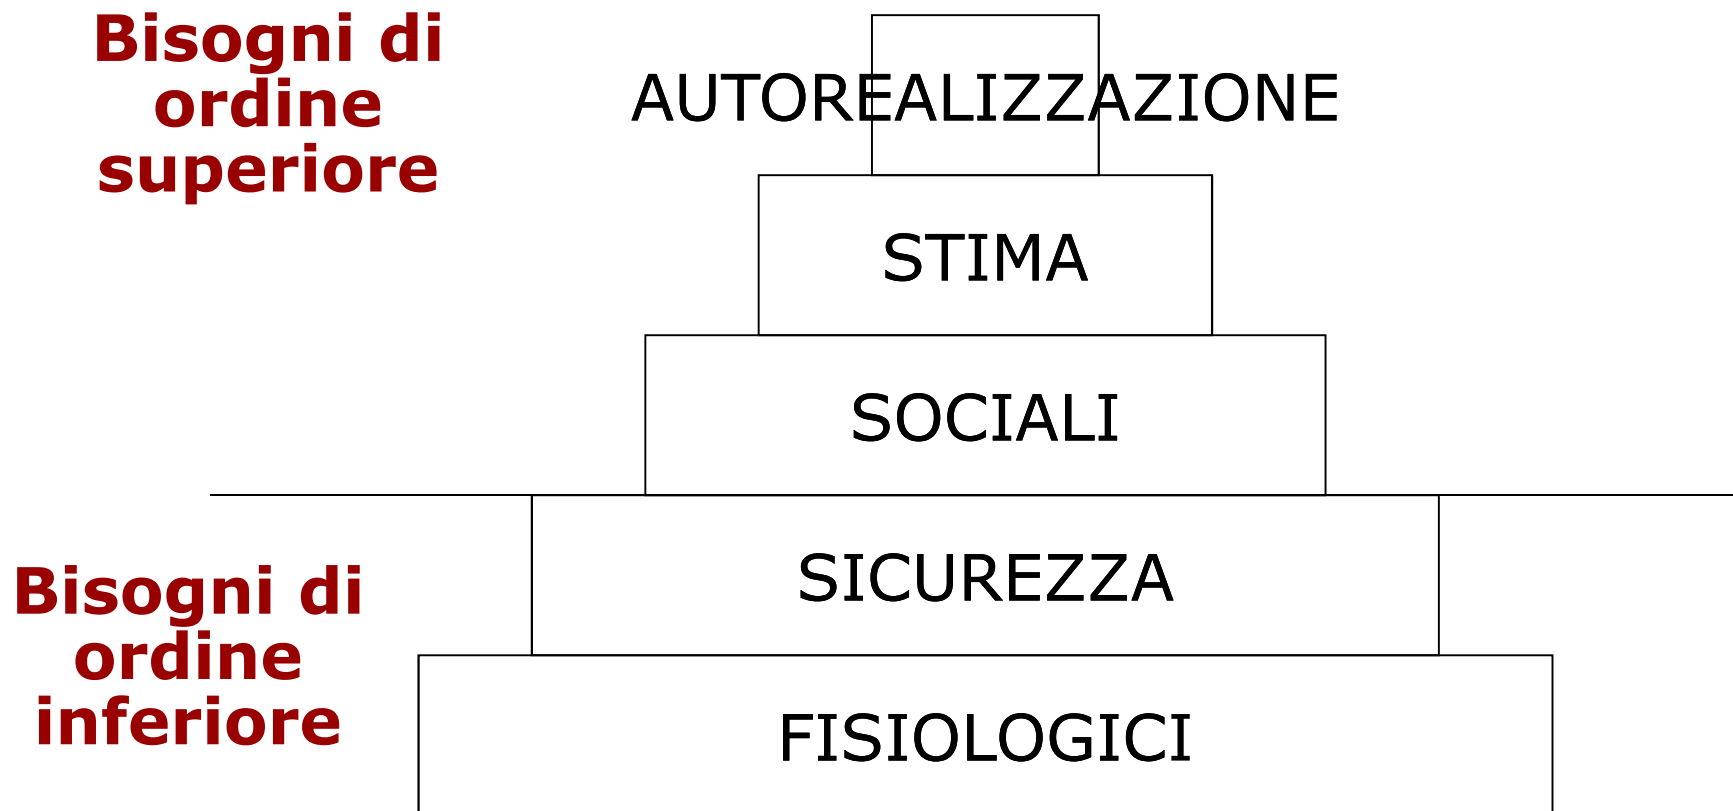 Bisogni di
ordine
superiore
AUTOREALIZZAZIONE
STIMA
SOCIALI
SICUREZZA
Bisogni di
ordine
inferiore
FISIOLOGICI